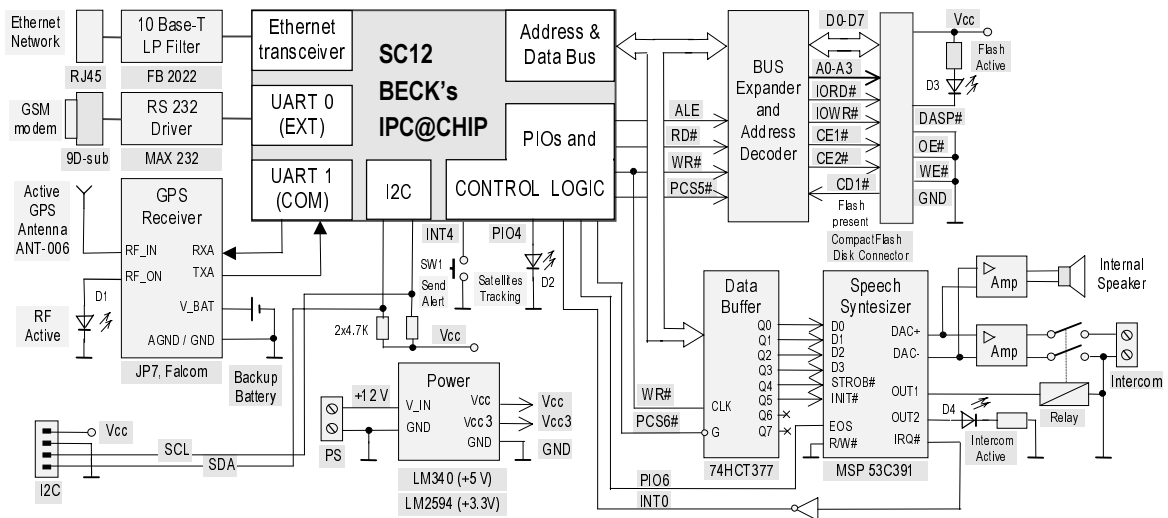 Ethernet
Network
RJ45
10 Base-T
LP Filter
FB 2022
Ethernet
transceiver
SC12
BECK's
IPC@CHIP
Address &
Data Bus
GSM
modem
9D-sub
RS 232
Driver
MAX 232
UART 0
(EXT)
UART 1
(COM)
I2C
PIOs and
CONTROL LOGIC
ALE
RD#
WR#
PCS5#
BUS
Expander
and
Address
Decoder
D0-D7
A0-A3
IORD#
IOWR#
CE1#
CE2#
CD1#
Flash
present
CompactFlash
Disk Connector
Vcc
Flash
Active
D3
DASP#
OE#
WE#
GND
Active
GPS
Antenna
ANT-006
GPS
Receiver
RF_IN
RXA
RF_ON
TXA
V_BAT
AGND / GND
JP7, Falcom
D1
RF
Active
Backup
Battery
INT4
PIO4
SW1
Send
Alert
Satellites
Tracking
D2
2x4.7K
Vcc
Data
Buffer
Q0
Q1
Q2
Q3
Q4
Q5
Q6
Q7
CLK
G
74HCT377
WR#
PCS6#
Speech
Syntesizer
D0
D1
D2
D3
STROB#
INIT#
EOS
R/W#
DAC+
DAC-
OUT1
OUT2
IRQ#
MSP 53C391
Amp
Internal
Speaker
Amp
Intercom
Relay
D4
Intercom
Active
+12 V
PS
Power
V_IN
GND
Vcc
Vcc3
GND
Vcc
Vcc3
GND
LM340 (+5 V)
LM2594 (+3.3V)
Vcc
SCL
SDA
I2C
PIO6
INT0